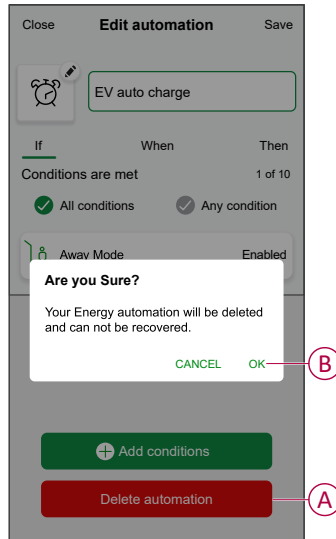 Close Edit automation Save
EV auto charge
If When Then
Conditions are met 1 of 10
All conditions Any condition
Away Mode Enabled
Are you Sure?
Your Energy automation will be deleted
and can not be recovered.
CANCEL OK
B
Add conditions
Delete automation
A